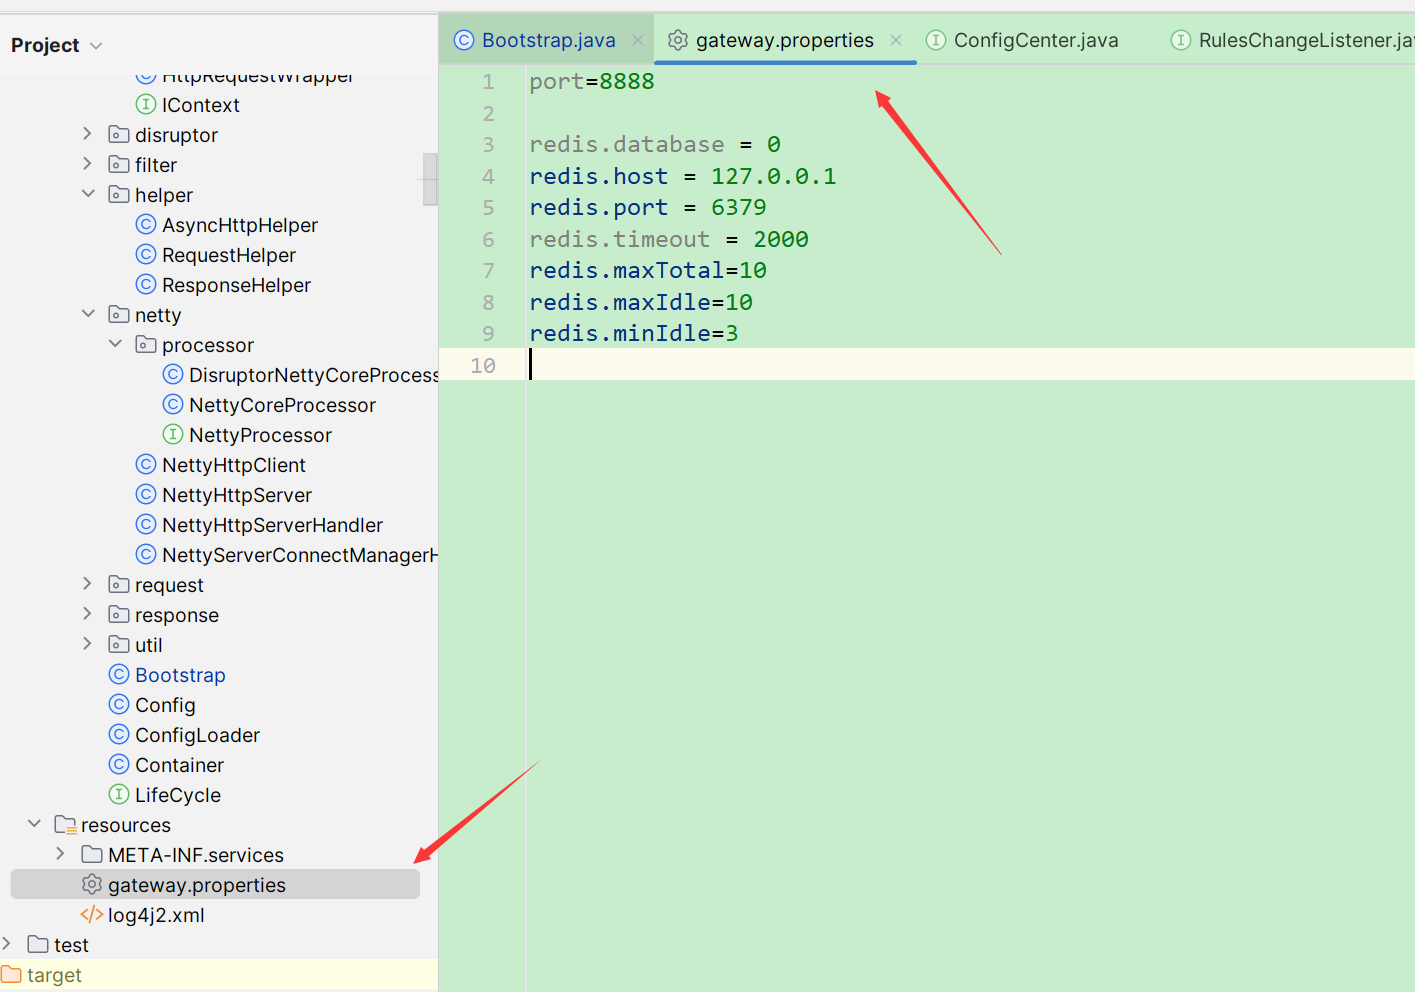 Project
HttpRequestWrapper
IContext
disruptor
filter
helper
AsyncHttpHelper
RequestHelper
ResponseHelper
netty
processor
DisruptorNettyCoreProcess
NettyCoreProcessor
NettyProcessor
NettyHttpClient
NettyHttpServer
NettyHttpServerHandler
NettyServerConnectManagerH
request
response
util
Bootstrap
Config
ConfigLoader
Container
LifeCycle
resources
META-INF.services
gateway.properties
log4j2.xml
test
target
Bootstrap.java gateway.properties ConfigCenter.java RulesChangeListener.jav
1 port=8888
2
3 redis.database = 0
4 redis.host = 127.0.0.1
5 redis.port = 6379
6 redis.timeout = 2000
7 redis.maxTotal=10
8 redis.maxIdle=10
9 redis.minIdle=3
10